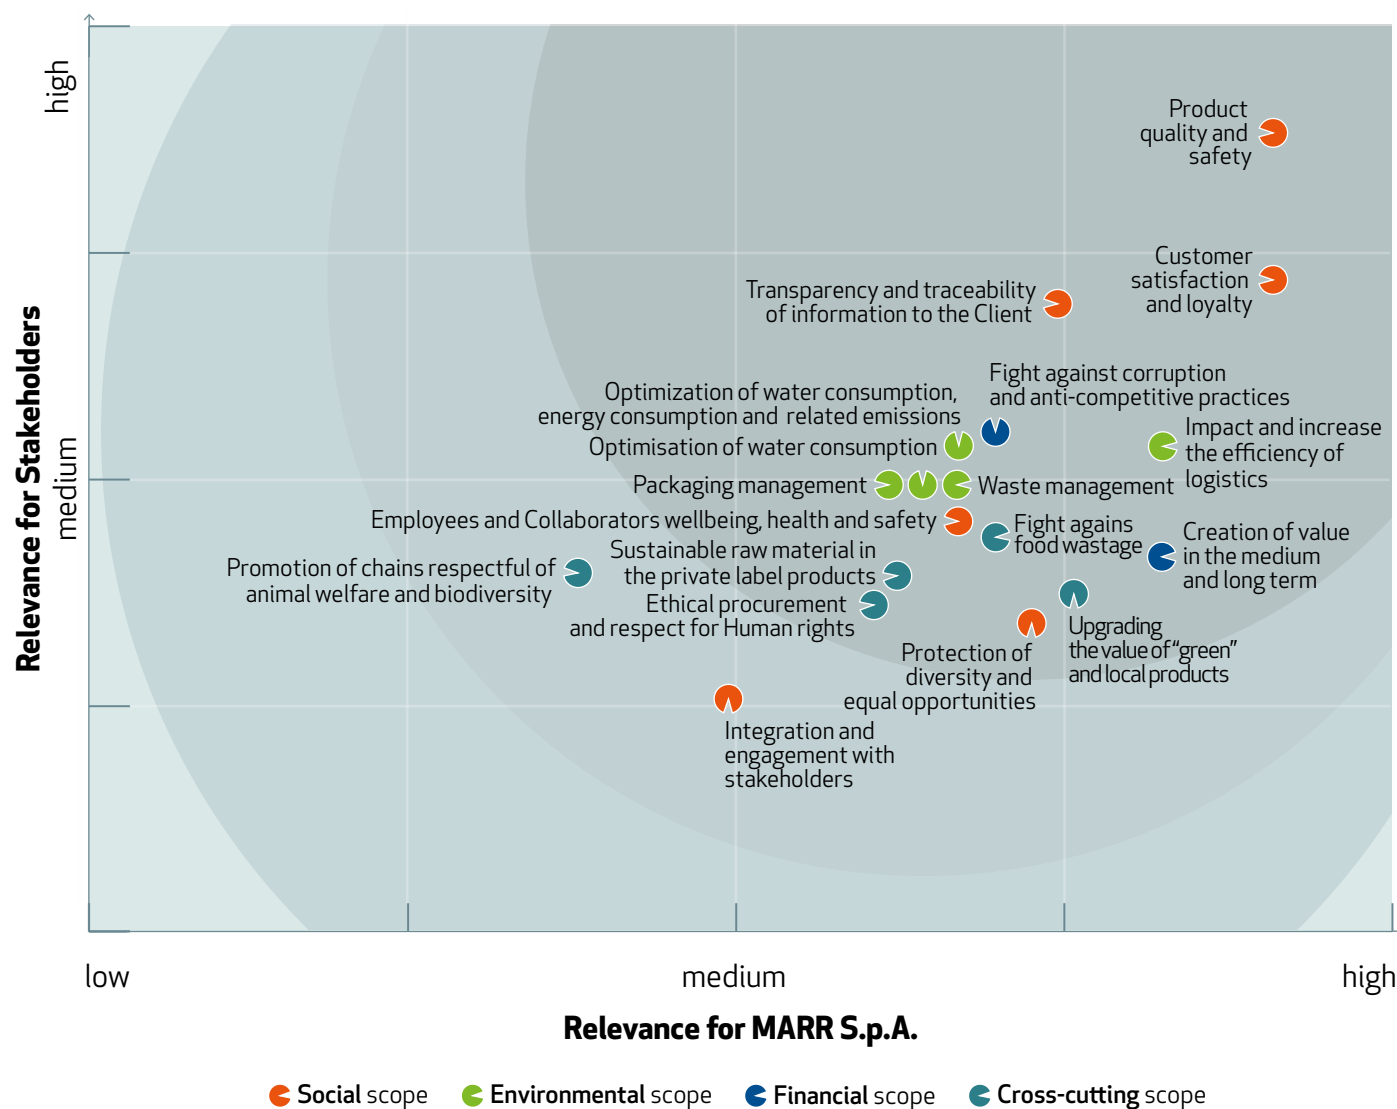 high
Product
quality and
safety
Customer
satisfaction
and loyalty
Transparency and traceability
of information to the Client
Fight against corruption
and anti-competitive practices
Optimization of water consumption,
energy consumption and related emissions
Optimisation of water consumption
Impact and increase
the efficiency of
logistics
Relevance for Stakeholders
medium
Packaging management
Waste management
Employees and Collaborators wellbeing, health and safety
Fight agains
food wastage
Creation of value
in the medium
and long term
Sustainable raw material in
the private label products
Promotion of chains respectful of
animal welfare and biodiversity
Ethical procurement
and respect for Human rights
Upgrading
the value of “green”
and local products
Protection of
diversity and
equal opportunities
Integration and
engagement with
stakeholders
low
medium
high
Relevance for MARR S.p.A.
Social scope
Environmental scope
Financial scope
Cross-cutting scope